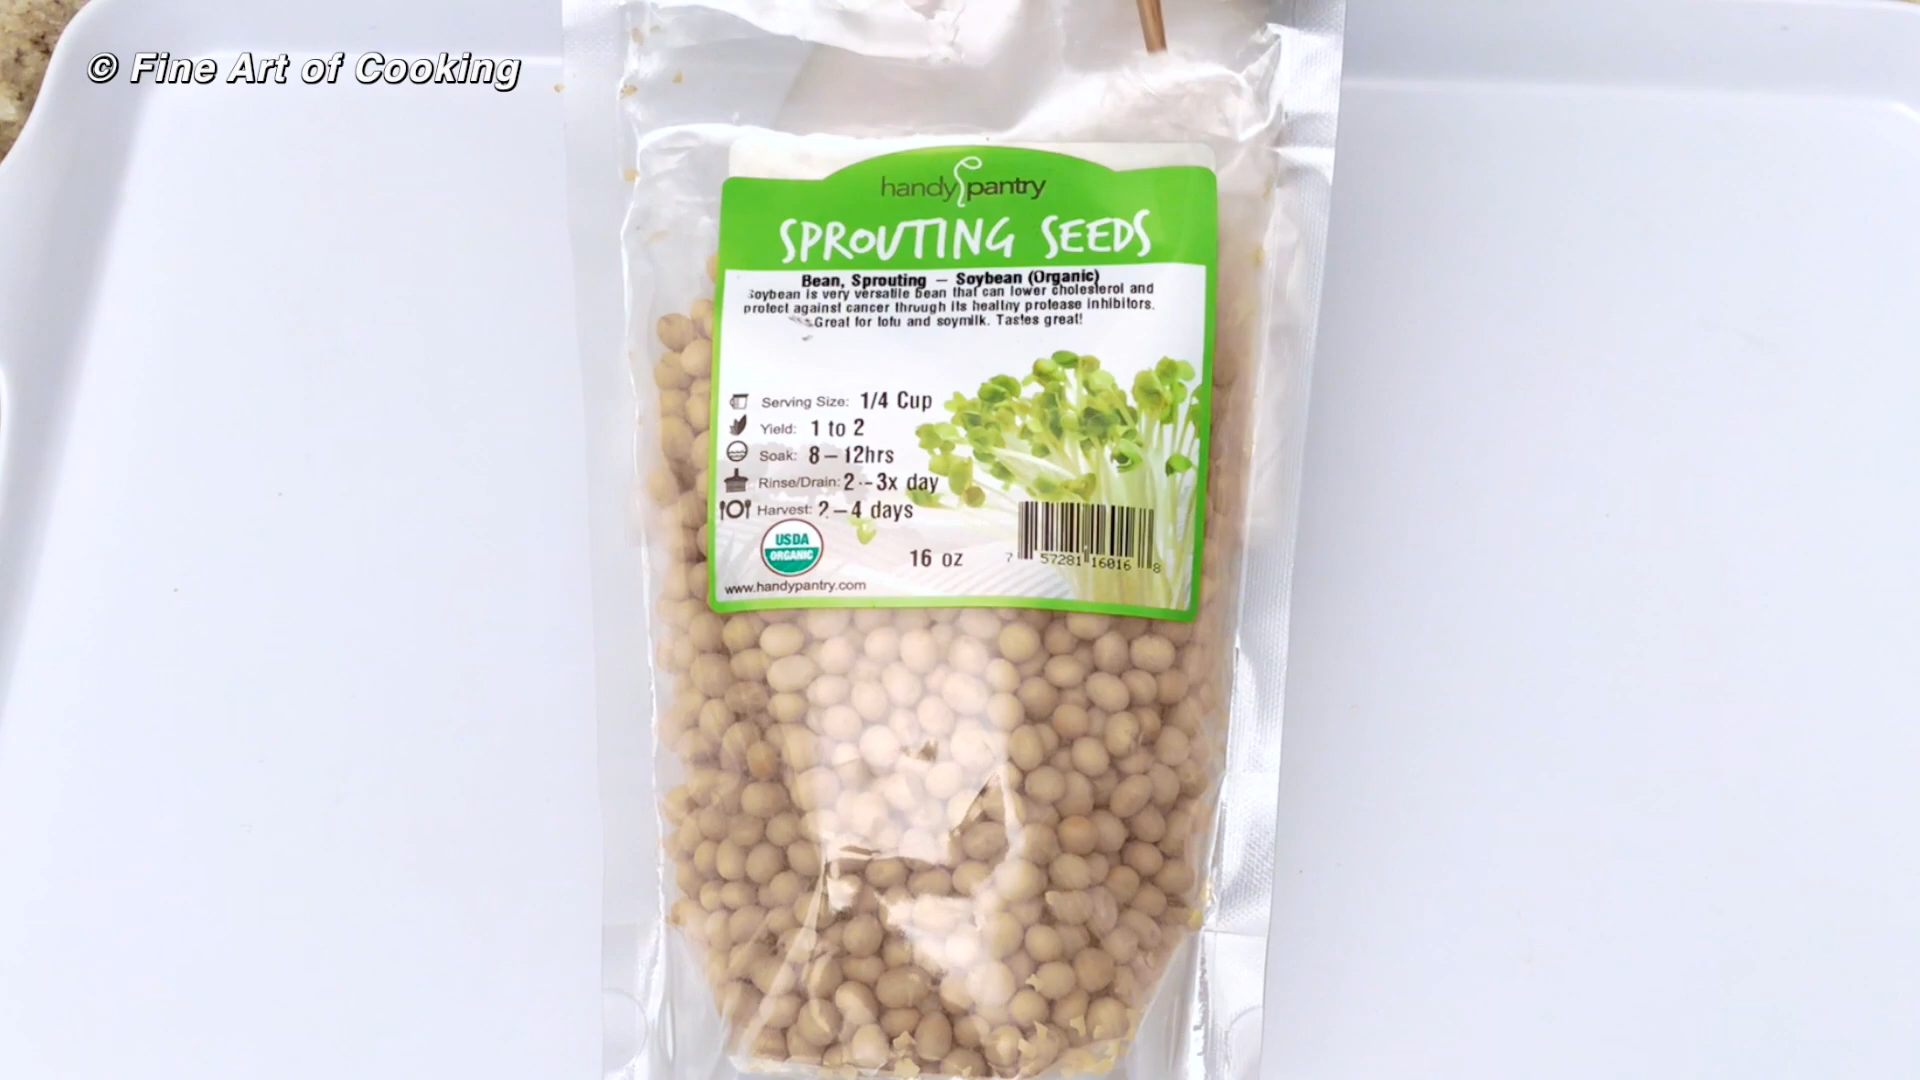 © Fine Art of Cooking
handy pantry
SPROUTING SEEDS
Bean, Sprouting – Soybean (Organic)
Soybean is very versatile bean that can lower cholesterol and
protect against cancer through its healthy protease inhibitors.
Great for tofu and soymilk. Tastes great!
Serving Size: 1/4 Cup
Yield: 1 to 2
Soak: 8 – 12hrs
Rinse/Drain: 2 – 3x day
Harvest: 2 – 4 days
USDA
ORGANIC
16 oz
7 57281 16016 8
www.handypantry.com